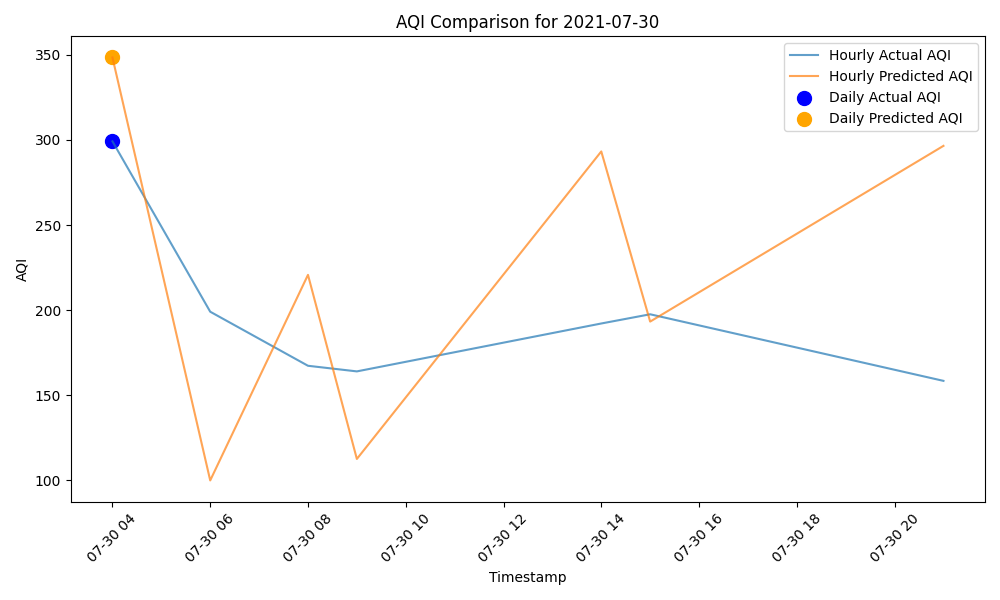 AQI Comparison for 2021-07-30
Hourly Actual AQI
Hourly Predicted AQI
Daily Actual AQI
Daily Predicted AQI
AQI
350
300
250
200
150
100
07-30 04
07-30 06
07-30 08
07-30 10
07-30 12
07-30 14
07-30 16
07-30 18
07-30 20
Timestamp